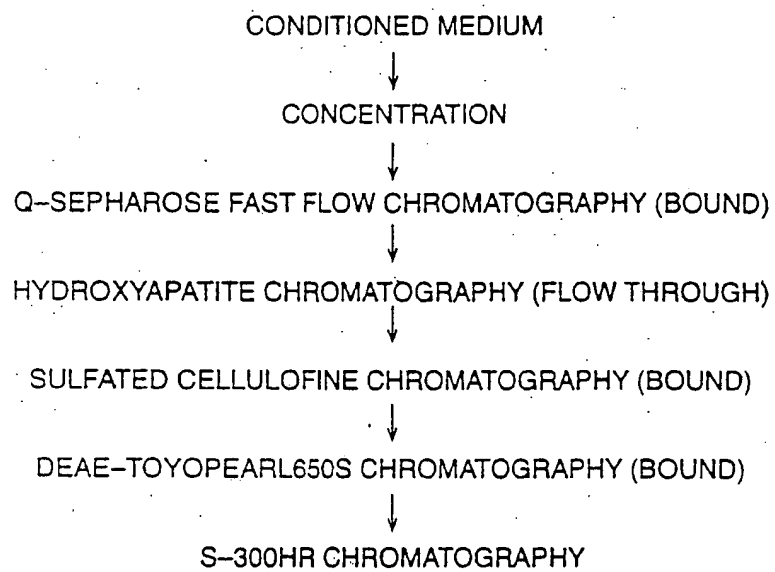 CONDITIONED MEDIUM
CONCENTRATION
Q–SEPHAROSE FAST FLOW CHROMATOGRAPHY (BOUND)
HYDROXYAPATITE CHROMATOGRAPHY (FLOW THROUGH)
SULFATED CELLULOFINE CHROMATOGRAPHY (BOUND)
DEAE–TOYOPEARL650S CHROMATOGRAPHY (BOUND)
S–300HR CHROMATOGRAPHY